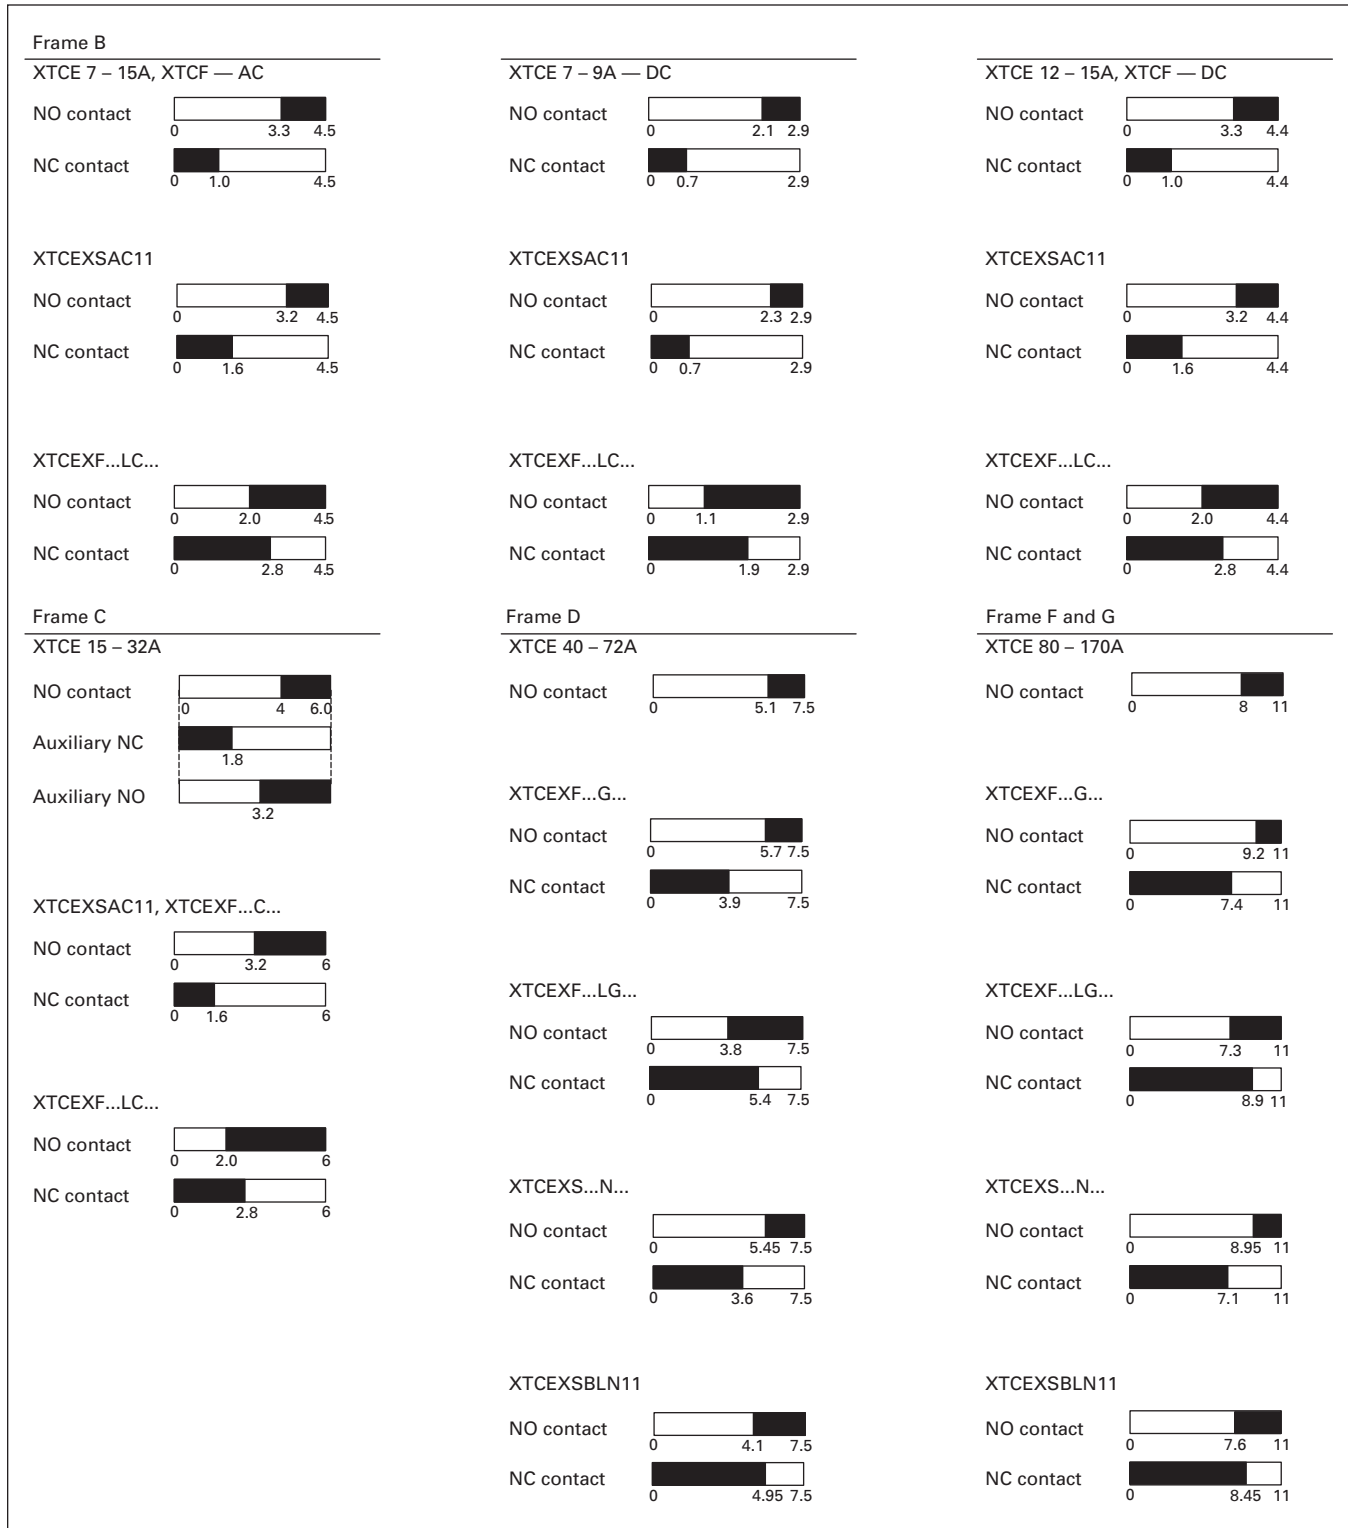 Frame B
XTCE 7 – 15A, XTCF — AC
NO contact
0 3.3 4.5
NC contact
0 1.0 4.5
XTCEXSAC11
NO contact
0 3.2 4.5
NC contact
0 1.6 4.5
XTCEXF...LC...
NO contact
0 2.0 4.5
NC contact
0 2.8 4.5
XTCE 7 – 9A — DC
NO contact
0 2.1 2.9
NC contact
0 0.7 2.9
XTCEXSAC11
NO contact
0 2.3 2.9
NC contact
0 0.7 2.9
XTCEXF...LC...
NO contact
0 1.1 2.9
NC contact
0 1.9 2.9
XTCE 12 – 15A, XTCF — DC
NO contact
0 3.3 4.4
NC contact
0 1.0 4.4
XTCEXSAC11
NO contact
0 3.2 4.4
NC contact
0 1.6 4.4
XTCEXF...LC...
NO contact
0 2.0 4.4
NC contact
0 2.8 4.4
Frame C
XTCE 15 – 32A
NO contact
0 4 6.0
Auxiliary NC
1.8
Auxiliary NO
3.2
XTCEXSAC11, XTCEXF...C...
NO contact
0 3.2 6
NC contact
0 1.6 6
XTCEXF...LC...
NO contact
0 2.0 6
NC contact
0 2.8 6
Frame D
XTCE 40 – 72A
NO contact
0 5.1 7.5
XTCEXF...G...
NO contact
0 5.7 7.5
NC contact
0 3.9 7.5
XTCEXF...LG...
NO contact
0 3.8 7.5
NC contact
0 5.4 7.5
XTCEXS...N...
NO contact
0 5.45 7.5
NC contact
0 3.6 7.5
XTCEXSBLN11
NO contact
0 4.1 7.5
NC contact
0 4.95 7.5
Frame F and G
XTCE 80 – 170A
NO contact
0 8 11
XTCEXF...G...
NO contact
0 9.2 11
NC contact
0 7.4 11
XTCEXF...LG...
NO contact
0 7.3 11
NC contact
0 8.9 11
XTCEXS...N...
NO contact
0 8.95 11
NC contact
0 7.1 11
XTCEXSBLN11
NO contact
0 7.6 11
NC contact
0 8.45 11